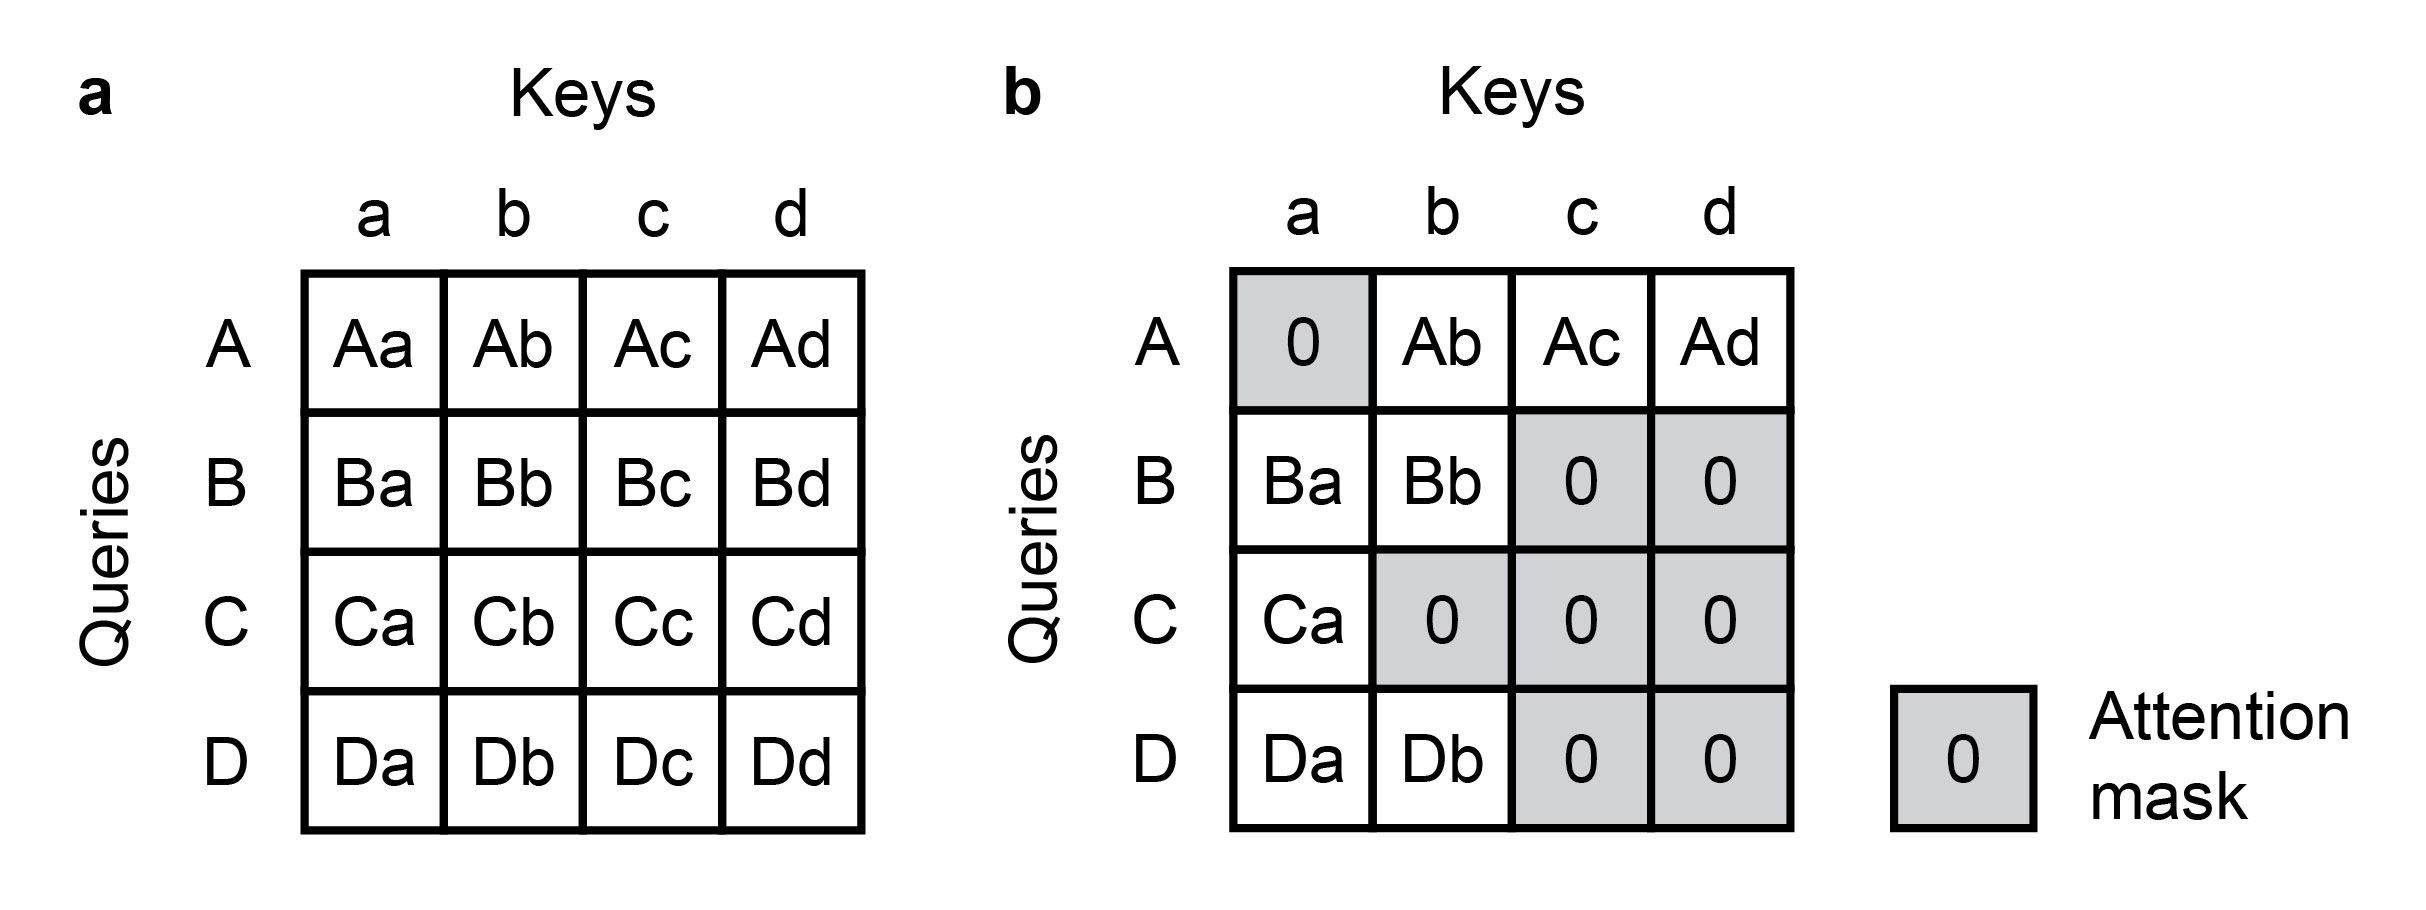 a
Keys
a b c d
Queries
A Aa Ab Ac Ad
B Ba Bb Bc Bd
C Ca Cb Cc Cd
D Da Db Dc Dd
b
Keys
a b c d
Queries
A 0 Ab Ac Ad
B Ba Bb 0 0
C Ca 0 0 0
D Da Db 0 0
0
Attention
mask